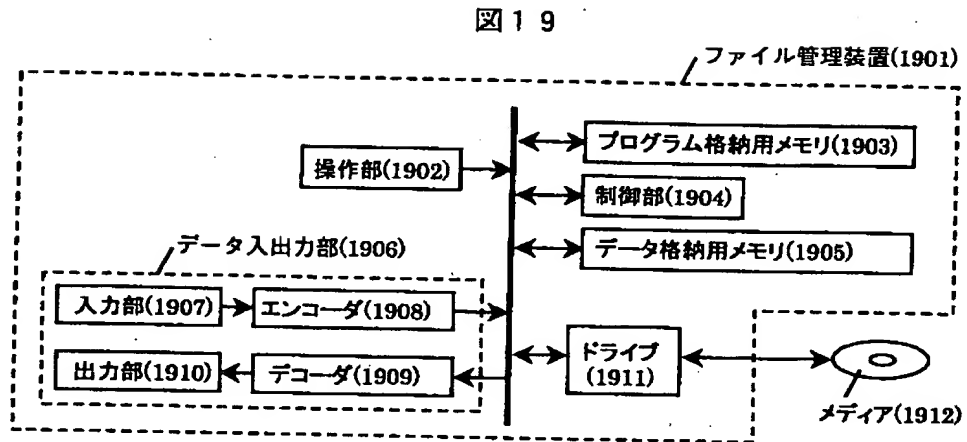 図19
ファイル管理装置(1901)
プログラム格納用メモリ(1903)
操作部(1902)
制御部(1904)
データ入出力部(1906)
データ格納用メモリ(1905)
入力部(1907)
エンコーダ(1908)
出力部(1910)
デコーダ(1909)
ドライブ
(1911)
メディア(1912)